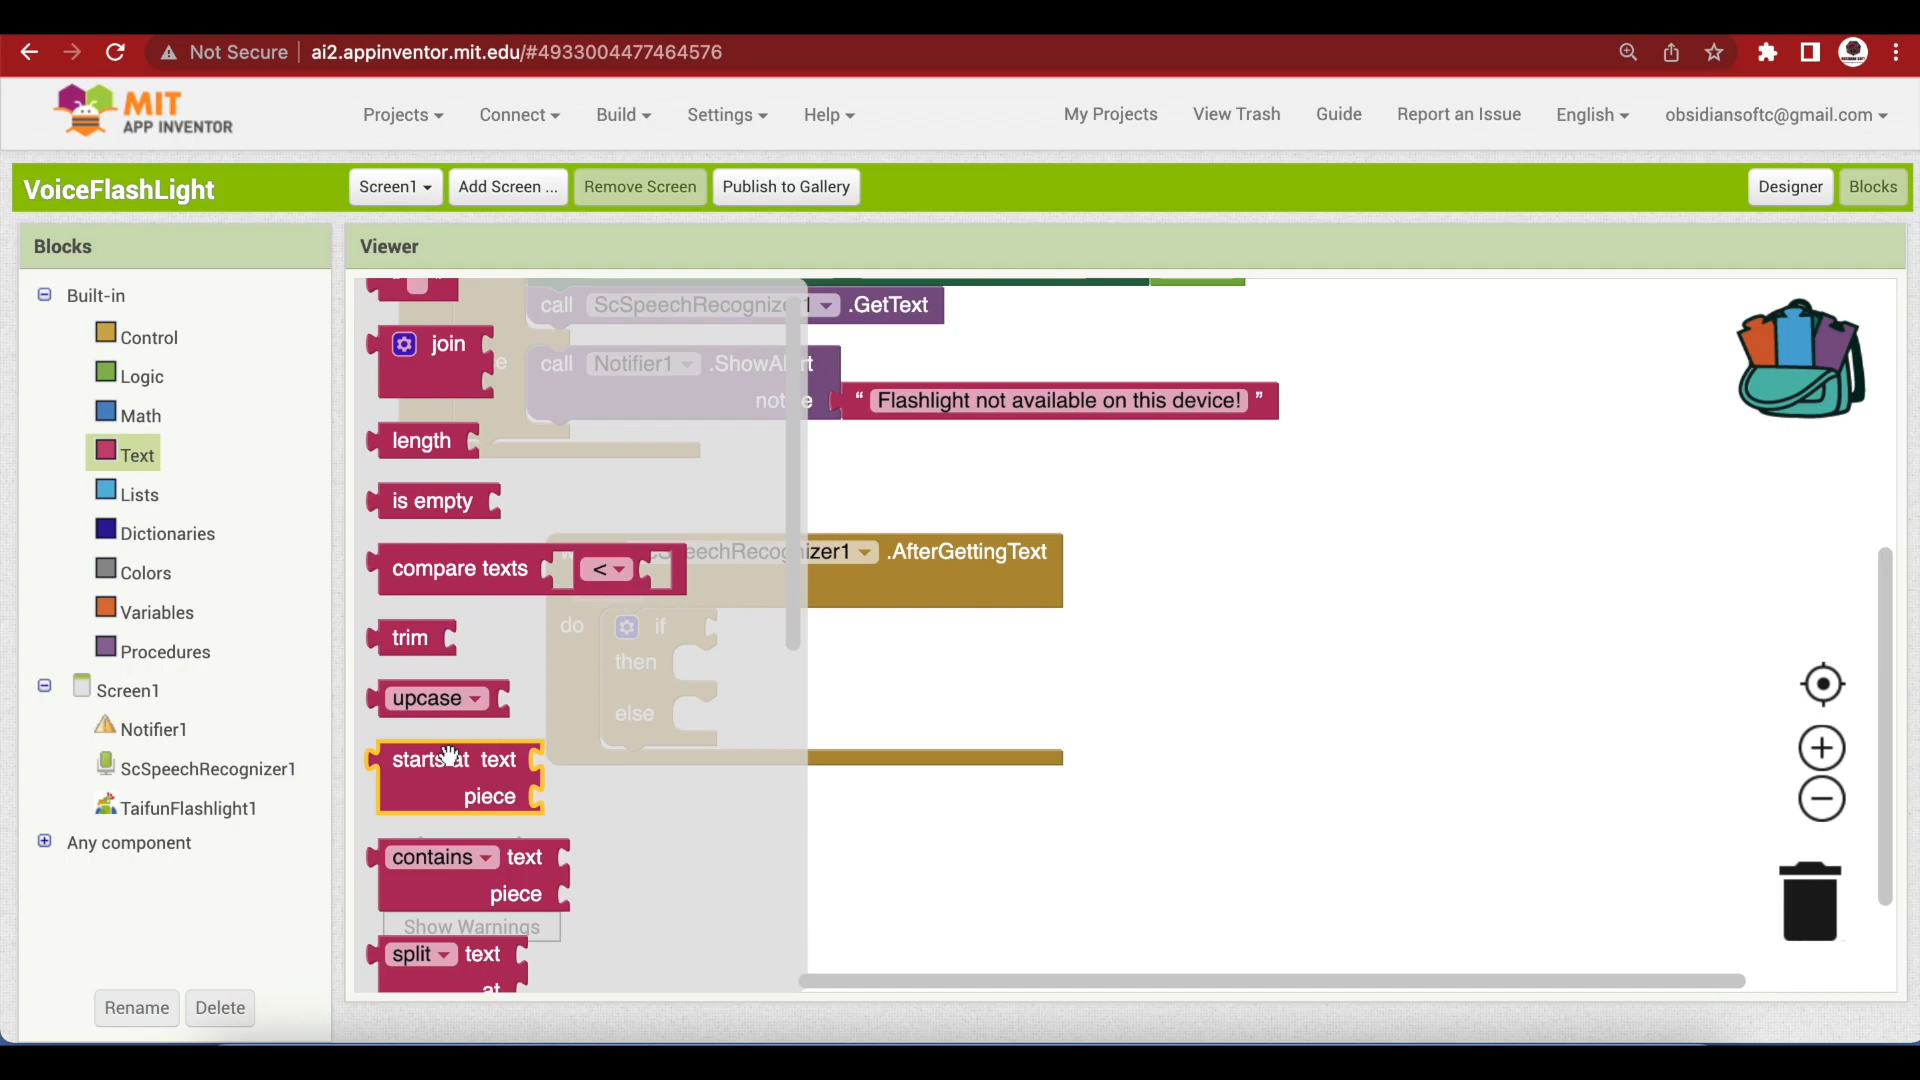 Not Secure | ai2.appinventor.mit.edu/#4933004477464576
MIT
APP INVENTOR
Projects Connect Build Settings Help My Projects View Trash Guide Report an Issue English obsidiansoftc@gmail.com
VoiceFlashLight Screen1 Add Screen ... Remove Screen Publish to Gallery Designer Blocks
Blocks
Viewer
Built-in
Control
Logic
Math
Text
Lists
Dictionaries
Colors
Variables
Procedures
Screen1
Notifier1
ScSpeechRecognizer1
TaifunFlashlight1
Any component
Rename Delete
" "
join
length
is empty
compare texts <
trim
upcase
starts at text
piece
contains text
piece
Show Warnings
split text
at
call .GetText
call Notifier1
“ Flashlight not available on this device! ”
.AfterGettingText
do if
then
else